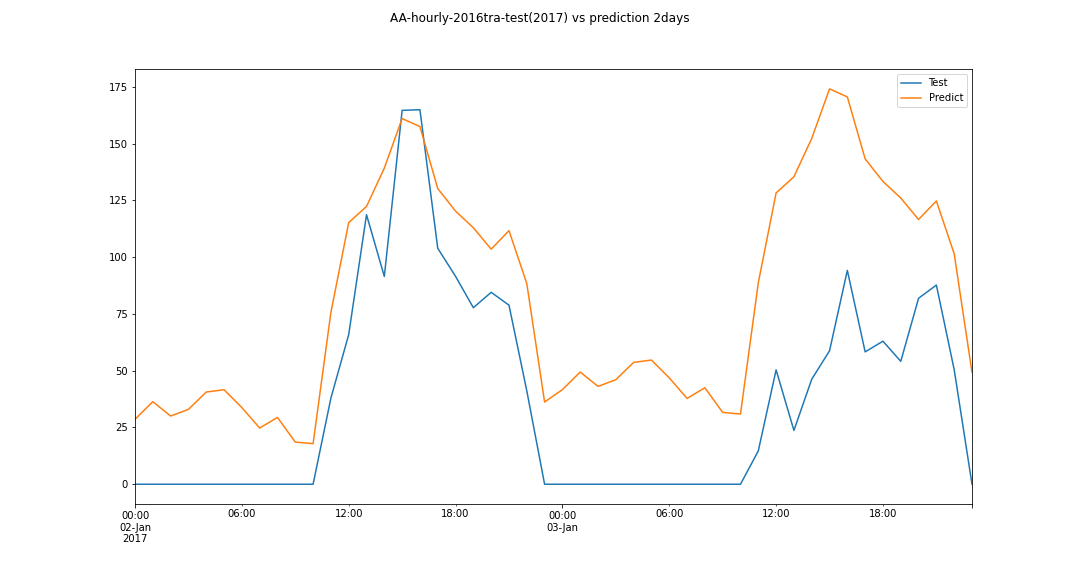 AA-hourly-2016tra-test(2017) vs prediction 2days
Test
Predict
175
150
125
100
75
50
25
0
00:00 06:00 12:00 18:00 00:00 06:00 12:00 18:00
02-Jan 03-Jan
2017